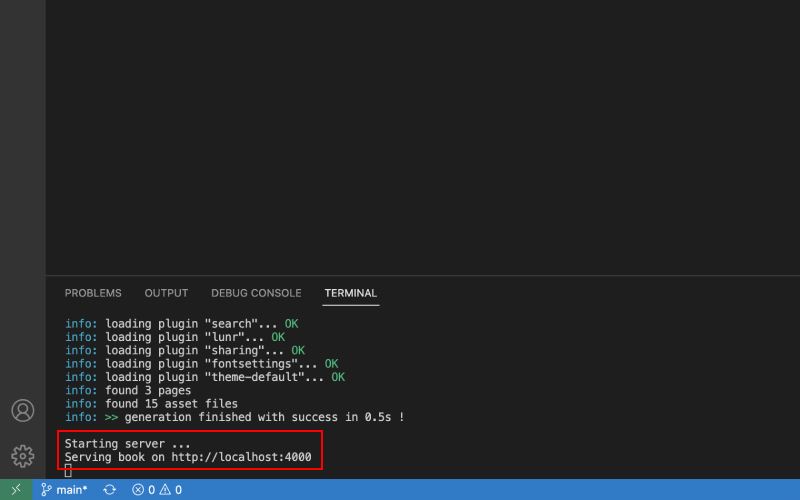 PROBLEMS OUTPUT DEBUG CONSOLE TERMINAL
info: loading plugin "search"... OK
info: loading plugin "lunr"... OK
info: loading plugin "sharing"... OK
info: loading plugin "fontsettings"... OK
info: loading plugin "theme-default"... OK
info: found 3 pages
info: found 15 asset files
info: >> generation finished with success in 0.5s !
Starting server ...
Serving book on http://localhost:4000
main* 0 0